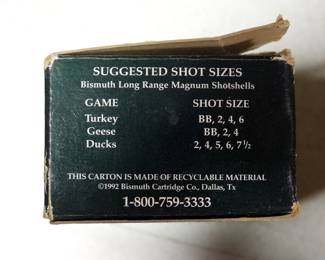 SUGGESTED SHOT SIZES
Bismuth Long Range Magnum Shotshells
GAME SHOT SIZE
Turkey BB, 2, 4, 6
Geese BB, 2, 4
Ducks 2, 4, 5, 6, 7½
THIS CARTON IS MADE OF RECYCLABLE MATERIAL
©1992 Bismuth Cartridge Co., Dallas, Tx
1-800-759-3333